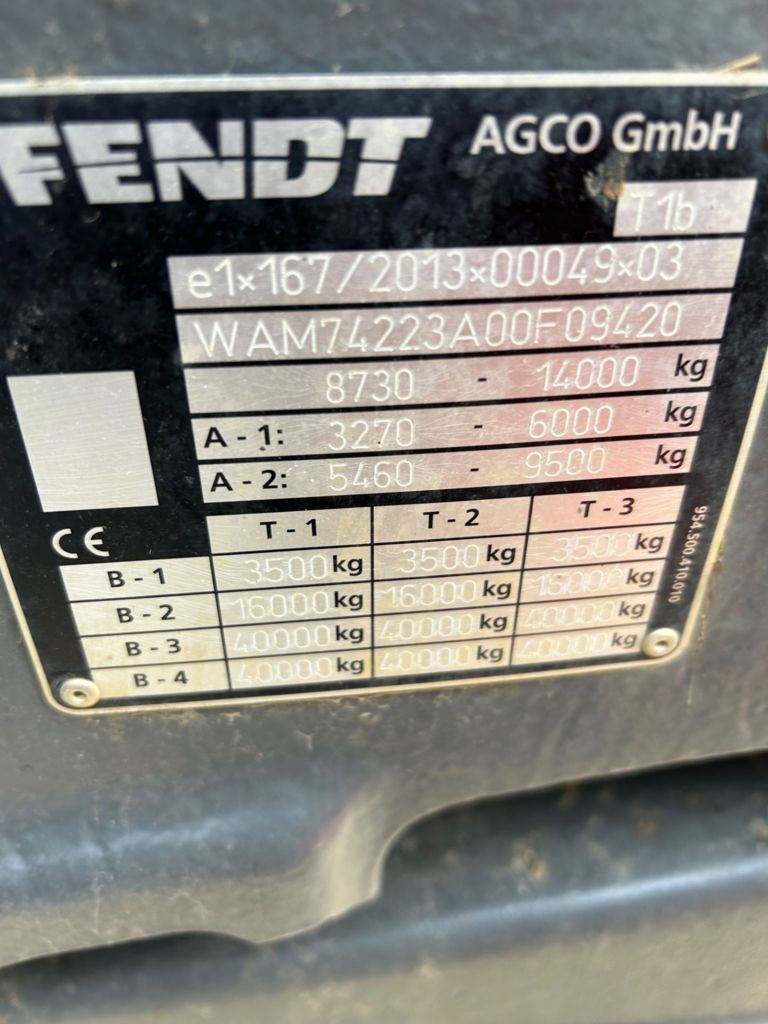 FENDT AGCO GmbH
T1b
e1×167/2013×00049×03
WAM74223A00F09420
8730 - 14000 kg
A - 1: 3270 - 6000 kg
A - 2: 5460 - 9500 kg
T - 1 T - 2 T - 3
B - 1 3500 kg 3500 kg 3500 kg
B - 2 16000 kg 16000 kg 16000 kg
B - 3 40000 kg 40000 kg 40000 kg
B - 4 40000 kg 40000 kg 40000 kg
CE
954.500.410.010